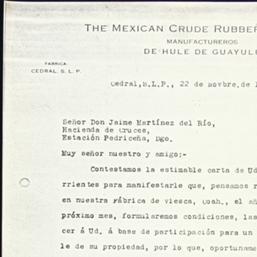 THE MEXICAN CRUDE RUBBER
MANUFACTUREROS
DE HULE DE GUAYULE
FABRICA:
CEDRAL, S. L. P.
Cedral,S.L.P., 22 de novbre,de 1
Señor Don Jaime Martínez del Río,
Hacienda de Cruces,
Estación Pedriceña, Dgo.
Muy señor nuestro y amigo:-
Contestamos la estimable carta de Ud
rrientes para manifestarle que, pensamos r
en nuestra Fábrica de Viesca, Coah., el añ
próximo mes, formularemos condiciones, las
cer á Ud. á base de participación para un
le de su propiedad, por lo que, oportuname